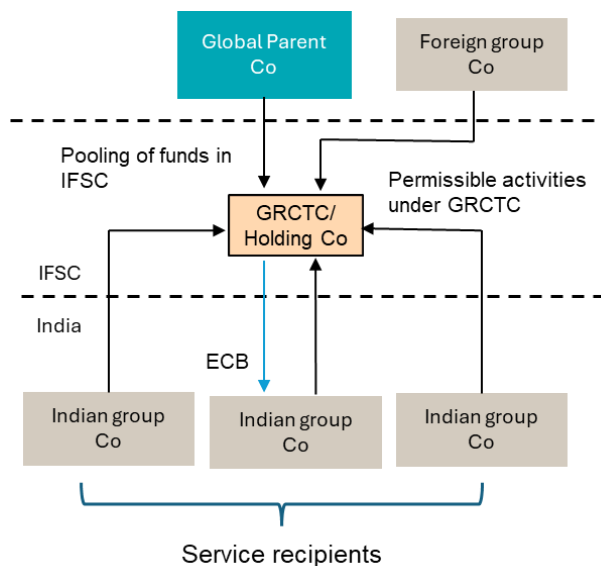 Global Parent
Co
Foreign group
Co
Pooling of funds in
IFSC
Permissible activities
under GRCTC
GRCTC/
Holding Co
IFSC
India
ECB
Indian group
Co
Indian group
Co
Indian group
Co
Service recipients